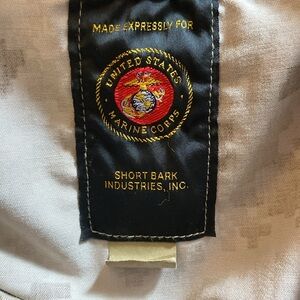 MADE EXPRESSLY FOR
UNITED STATES
MARINE CORPS
SHORT BARK
INDUSTRIES, INC.